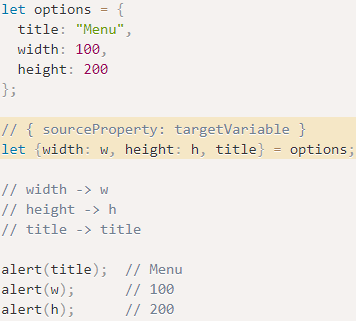 let options = {
  title: "Menu",
  width: 100,
  height: 200
};

// { sourceProperty: targetVariable }
let {width: w, height: h, title} = options;

// width -> w
// height -> h
// title -> title

alert(title);  // Menu
alert(w);      // 100
alert(h);      // 200